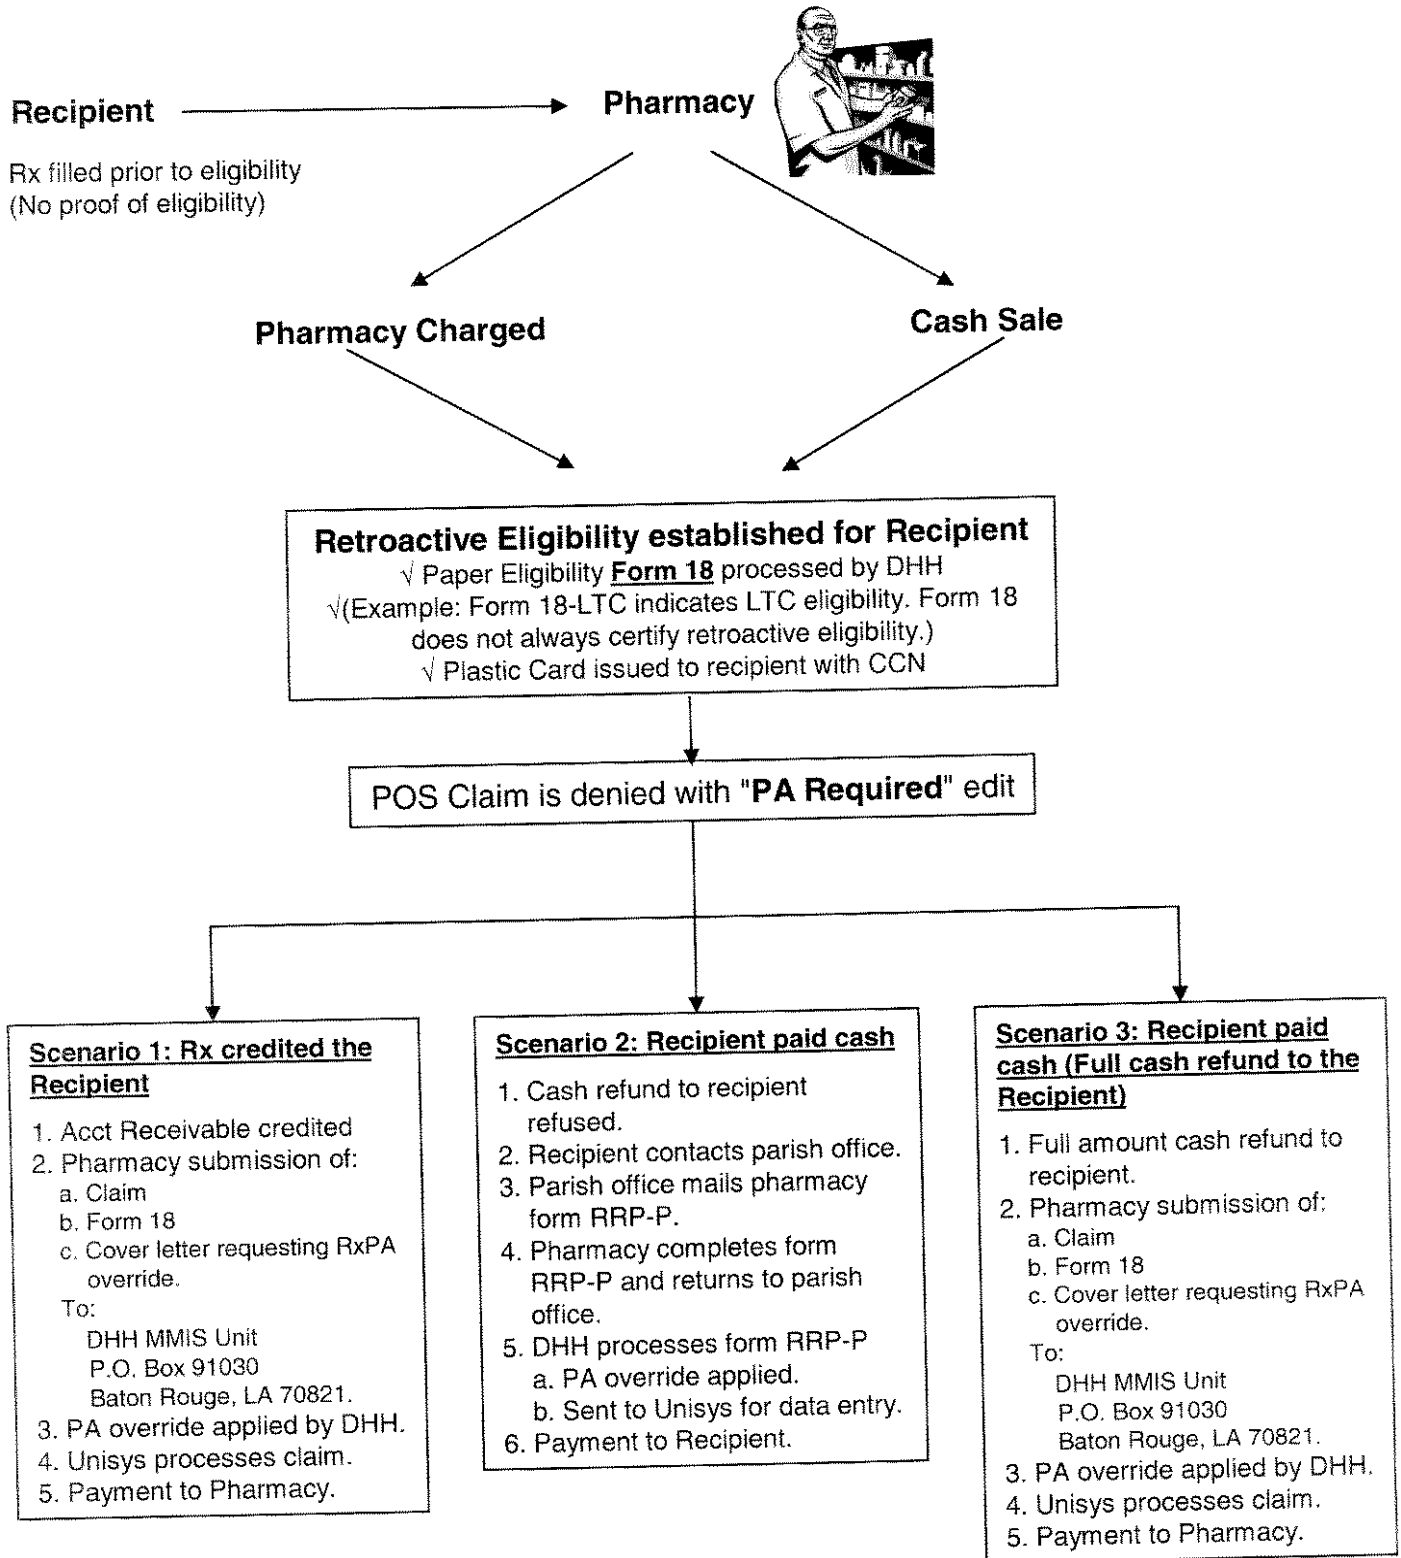 Recipient
Pharmacy
Rx filled prior to eligibility
(No proof of eligibility)
Pharmacy Charged
Cash Sale
Retroactive Eligibility established for Recipient
√ Paper Eligibility Form 18 processed by DHH
√(Example: Form 18-LTC indicates LTC eligibility. Form 18
does not always certify retroactive eligibility.)
√ Plastic Card issued to recipient with CCN
POS Claim is denied with "PA Required" edit
Scenario 1: Rx credited the
Recipient
1. Acct Receivable credited
2. Pharmacy submission of:
a. Claim
b. Form 18
c. Cover letter requesting RxPA
override.
To:
DHH MMIS Unit
P.O. Box 91030
Baton Rouge, LA 70821.
3. PA override applied by DHH.
4. Unisys processes claim.
5. Payment to Pharmacy.
Scenario 2: Recipient paid cash
1. Cash refund to recipient
refused.
2. Recipient contacts parish office.
3. Parish office mails pharmacy
form RRP-P.
4. Pharmacy completes form
RRP-P and returns to parish
office.
5. DHH processes form RRP-P
a. PA override applied.
b. Sent to Unisys for data entry.
6. Payment to Recipient.
Scenario 3: Recipient paid
cash (Full cash refund to the
Recipient)
1. Full amount cash refund to
recipient.
2. Pharmacy submission of:
a. Claim
b. Form 18
c. Cover letter requesting RxPA
override.
To:
DHH MMIS Unit
P.O. Box 91030
Baton Rouge, LA 70821.
3. PA override applied by DHH.
4. Unisys processes claim.
5. Payment to Pharmacy.